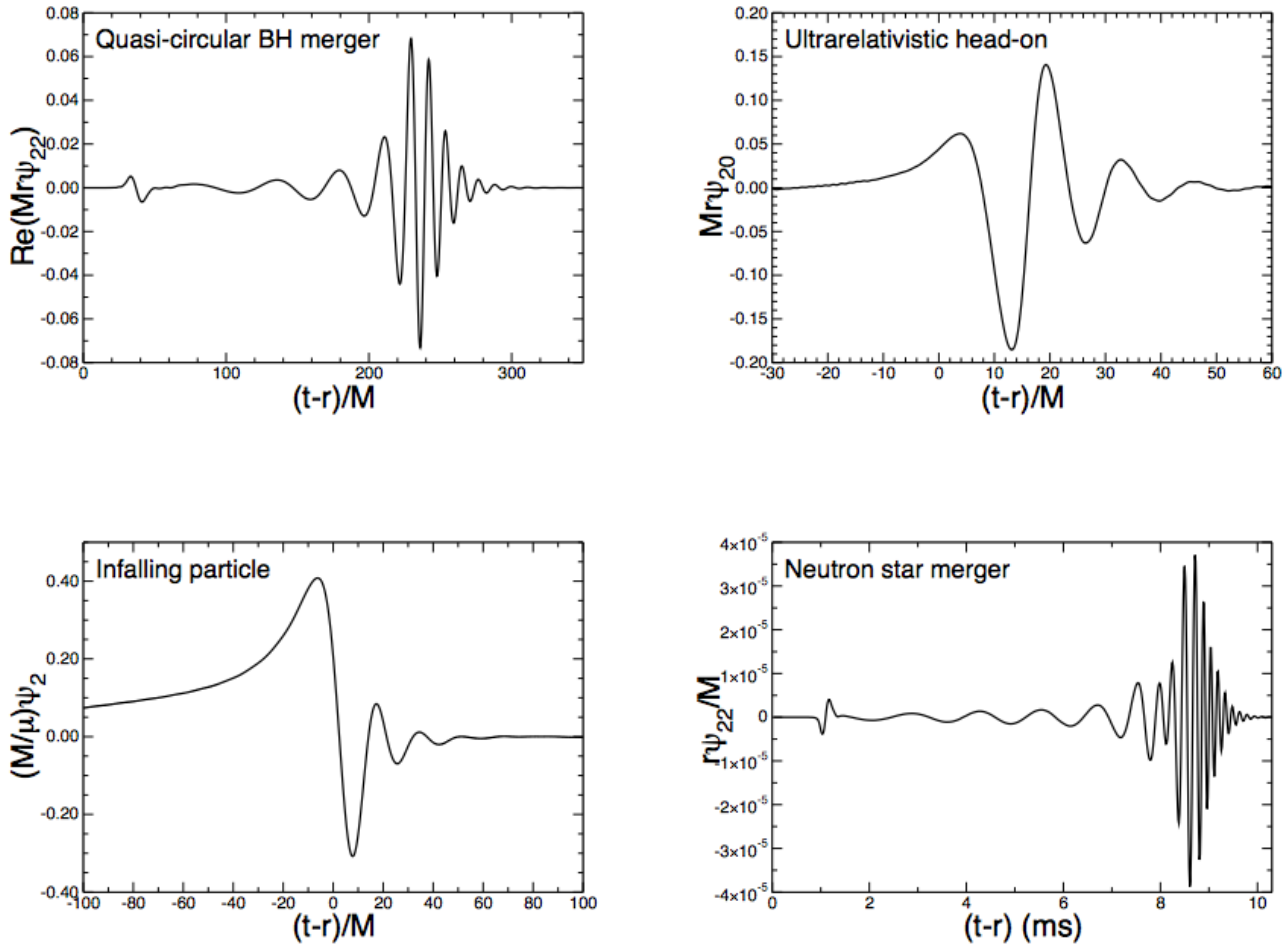 Quasi-circular BH merger
0.08
0.06
0.04
0.02
0.00
-0.02
-0.04
-0.06
-0.08
Re(Mrψ22)
0 100 200 300
(t-r)/M
Ultrarelativistic head-on
0.20
0.15
0.10
0.05
0.00
-0.05
-0.10
-0.15
-0.20
Mrψ20
-30 -20 -10 0 10 20 30 40 50 60
(t-r)/M
Infalling particle
0.40
0.20
0.00
-0.20
-0.40
(M/μ)ψ2
-100 -80 -60 -40 -20 0 20 40 60 80 100
(t-r)/M
Neutron star merger
4×10-5
3×10-5
2×10-5
1×10-5
0
-1×10-5
-2×10-5
-3×10-5
-4×10-5
rψ22/M
0 2 4 6 8 10
(t-r) (ms)